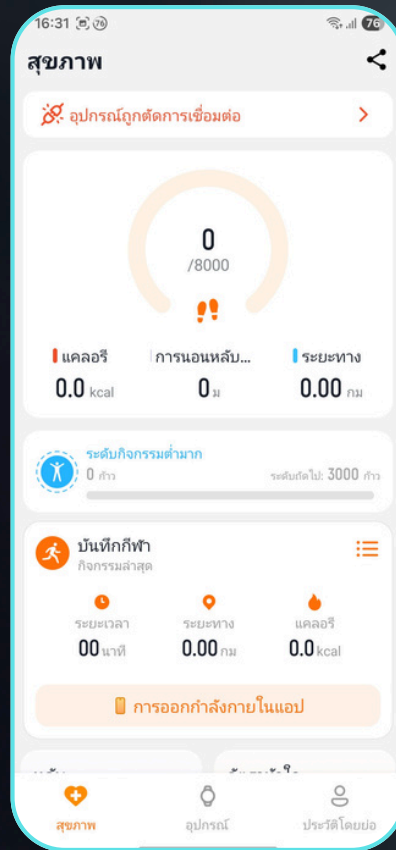 16:31
76
สุขภาพ
อุปกรณ์ถูกตัดการเชื่อมต่อ
0
/8000
แคลอรี การนอนหลับ... ระยะทาง
0.0 kcal 0 ม 0.00 กม
ระดับกิจกรรมต่ำมาก
0 ก้าว ระดับถัดไป: 3000 ก้าว
บันทึกกีฬา
กิจกรรมล่าสุด
ระยะเวลา ระยะทาง แคลอรี
00 นาที 0.00 กม 0.0 kcal
การออกกำลังกายในแอป
สุขภาพ อุปกรณ์ ประวัติโดยย่อ